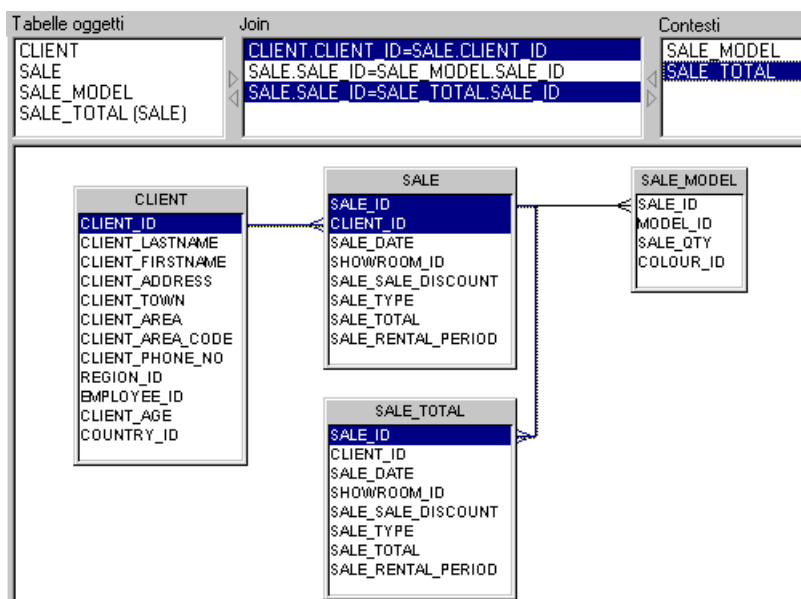 Tabelle oggetti
CLIENT
SALE
SALE_MODEL
SALE_TOTAL (SALE)
Join
CLIENT.CLIENT_ID=SALE.CLIENT_ID
SALE.SALE_ID=SALE_MODEL.SALE_ID
SALE.SALE_ID=SALE_TOTAL.SALE_ID
Contesti
SALE_MODEL
SALE_TOTAL
CLIENT
CLIENT_ID
CLIENT_LASTNAME
CLIENT_FIRSTNAME
CLIENT_ADDRESS
CLIENT_TOWN
CLIENT_AREA
CLIENT_AREA_CODE
CLIENT_PHONE_NO
REGION_ID
EMPLOYEE_ID
CLIENT_AGE
COUNTRY_ID
SALE
SALE_ID
CLIENT_ID
SALE_DATE
SHOWROOM_ID
SALE_SALE_DISCOUNT
SALE_TYPE
SALE_TOTAL
SALE_RENTAL_PERIOD
SALE_MODEL
SALE_ID
MODEL_ID
SALE_QTY
COLOUR_ID
SALE_TOTAL
SALE_ID
CLIENT_ID
SALE_DATE
SHOWROOM_ID
SALE_SALE_DISCOUNT
SALE_TYPE
SALE_TOTAL
SALE_RENTAL_PERIOD